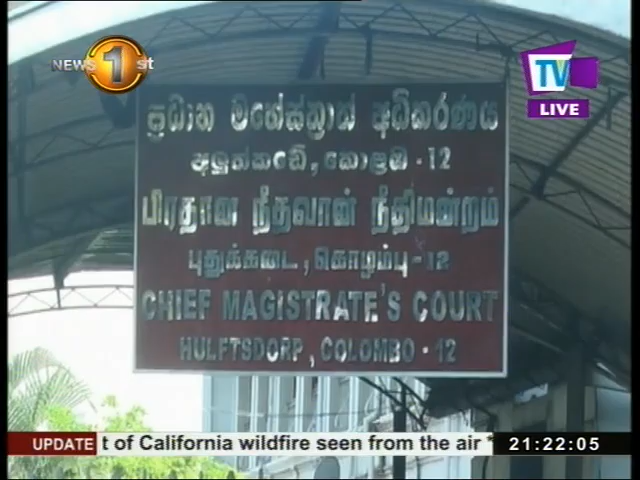 NEWS 1st
TV
LIVE
ප්‍රධාන මහේස්ත්‍රාත් අධිකරණය
අලුත්කඩේ, කොළඹ - 12
பிரதான நீதவான் நீதிமன்றம்
புதுக்கடை, கொழும்பு - 12
CHIEF MAGISTRATE'S COURT
HULFTSDORP, COLOMBO - 12
UPDATE t of California wildfire seen from the air * 21:22:05